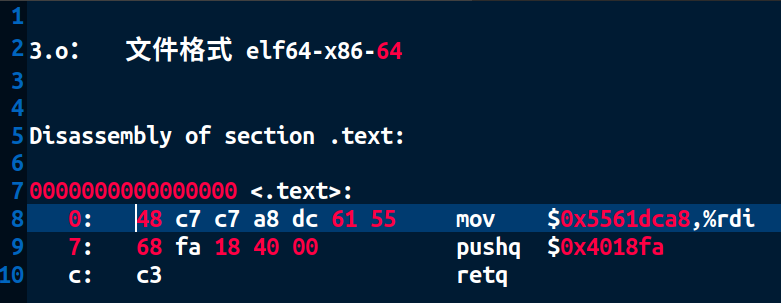 1
2 3.o:     文件格式 elf64-x86-64
3
4
5 Disassembly of section .text:
6
7 0000000000000000 <.text>:
8    0:   48 c7 c7 a8 dc 61 55    mov    $0x5561dca8,%rdi
9    7:   68 fa 18 40 00          pushq  $0x4018fa
10   c:   c3                      retq